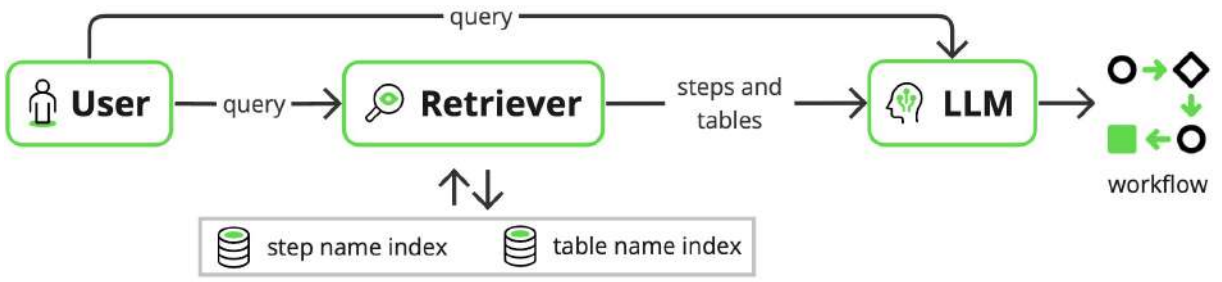 query
User
query
Retriever
steps and
tables
LLM
workflow
step name index
table name index